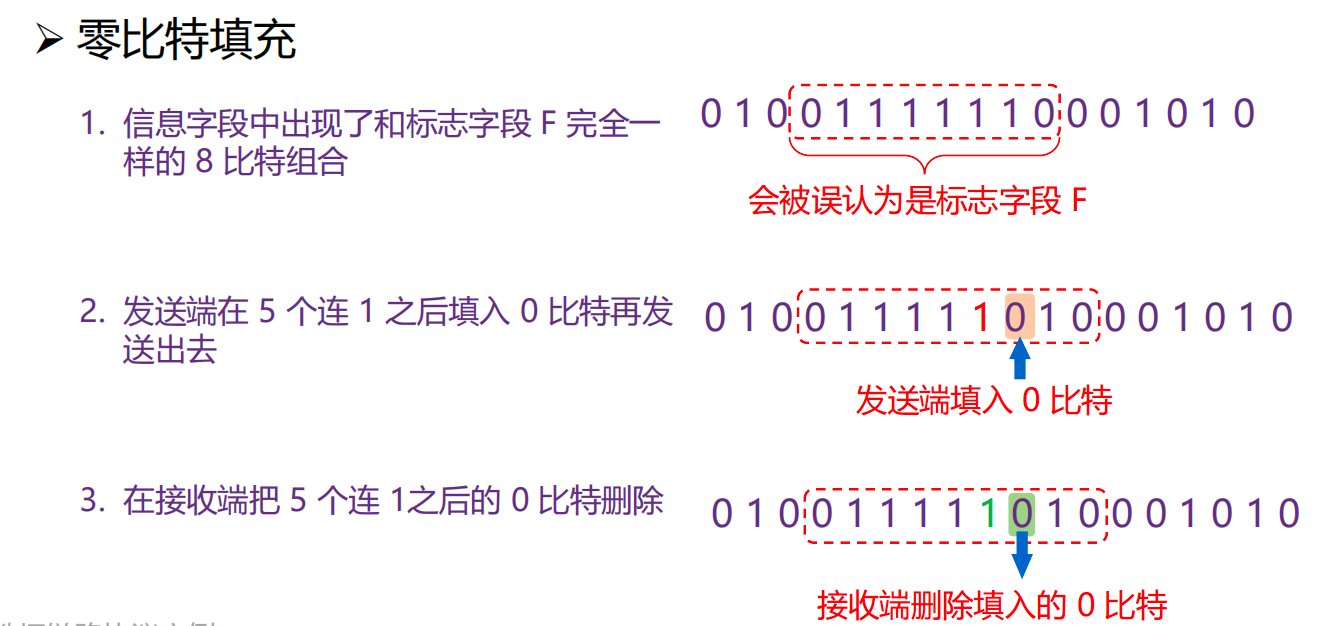 ➢ 零比特填充
1. 信息字段中出现了和标志字段 F 完全一
样的 8 比特组合
0 1 0 0 1 1 1 1 1 1 0 0 0 1 0 1 0
会被误认为是标志字段 F
2. 发送端在 5 个连 1 之后填入 0 比特再发
送出去
0 1 0 0 1 1 1 1 1 0 1 0 0 0 1 0 1 0
发送端填入 0 比特
3. 在接收端把 5 个连 1之后的 0 比特删除
0 1 0 0 1 1 1 1 1 0 1 0 0 0 1 0 1 0
接收端删除填入的 0 比特